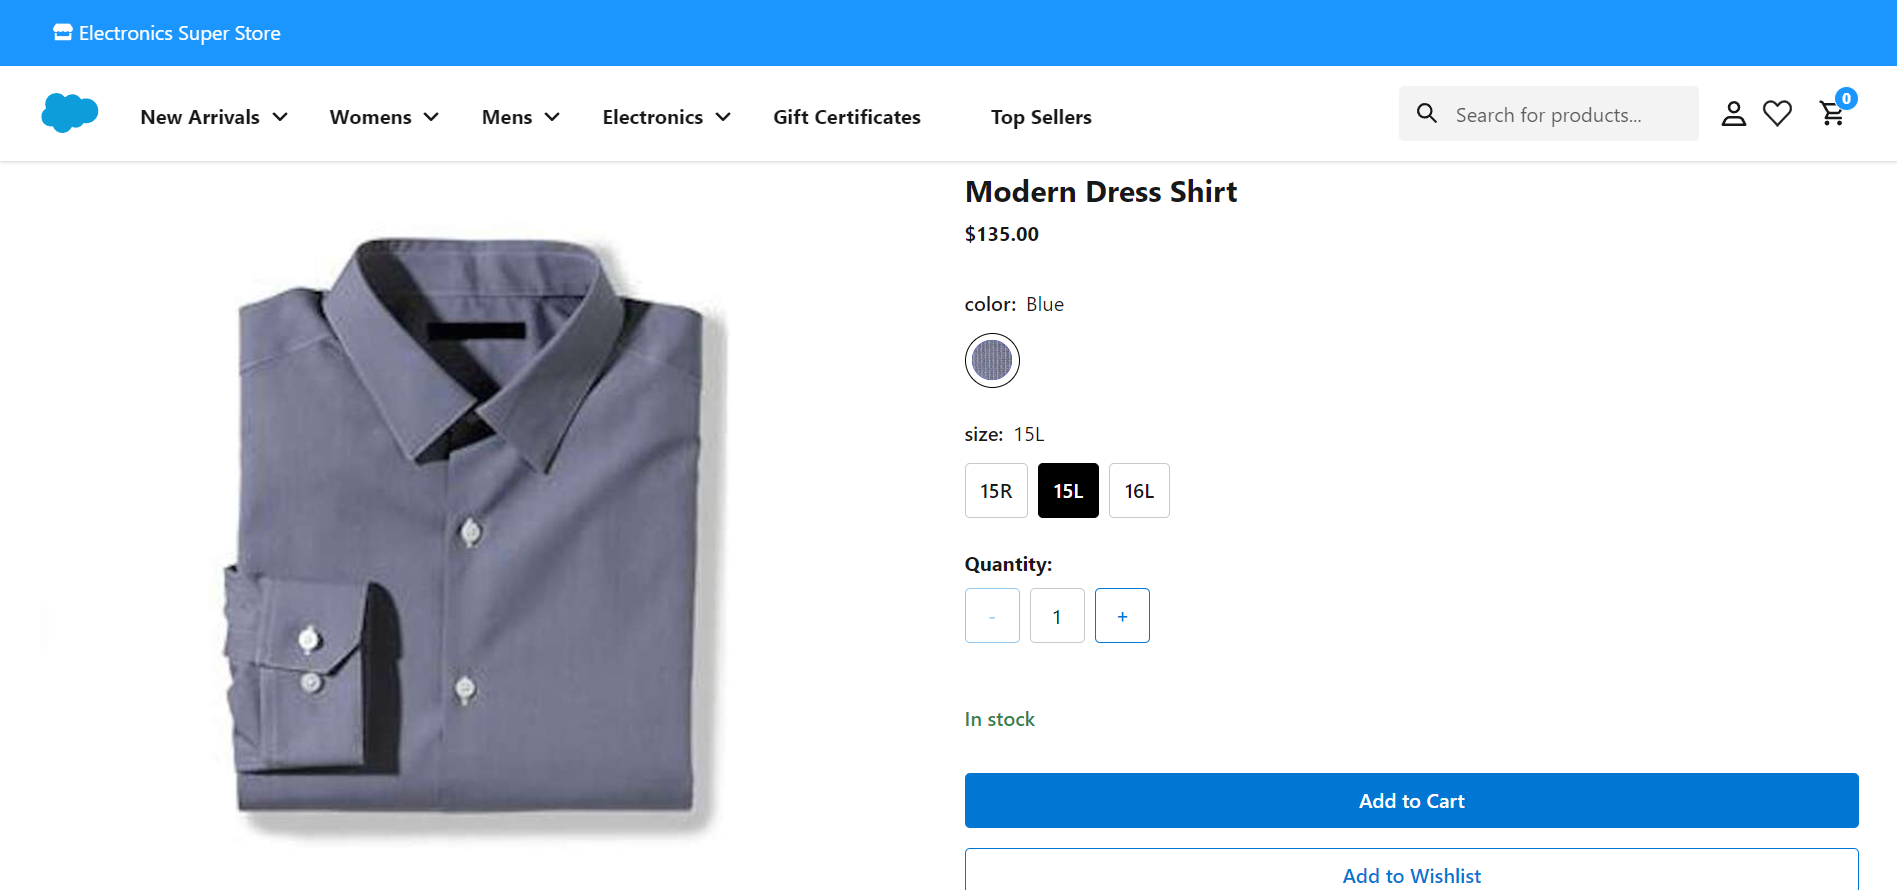 Electronics Super Store
New Arrivals Womens Mens Electronics Gift Certificates Top Sellers Search for products... 0
Modern Dress Shirt
$135.00
color: Blue
size: 15L
15R 15L 16L
Quantity:
- 1 +
In stock
Add to Cart
Add to Wishlist